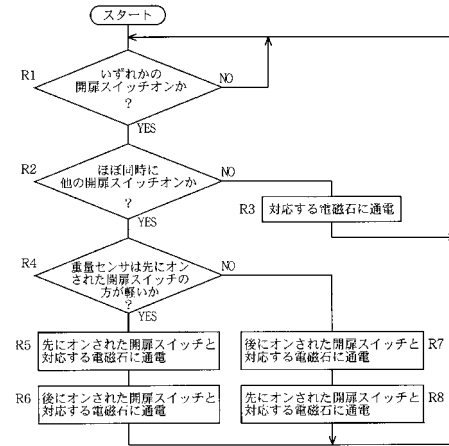 スタート
R1
いずれかの
開扉スイッチオンか
?
NO
YES
R2
ほぼ同時に
他の開扉スイッチオンか
?
NO
YES
R3
対応する電磁石に通電
R4
重量センサは先にオン
された開扉スイッチの
方が軽いか
?
NO
YES
R5
先にオンされた開扉スイッチと
対応する電磁石に通電
後にオンされた開扉スイッチと
対応する電磁石に通電
R7
R6
後にオンされた開扉スイッチと
対応する電磁石に通電
先にオンされた開扉スイッチと
対応する電磁石に通電
R8